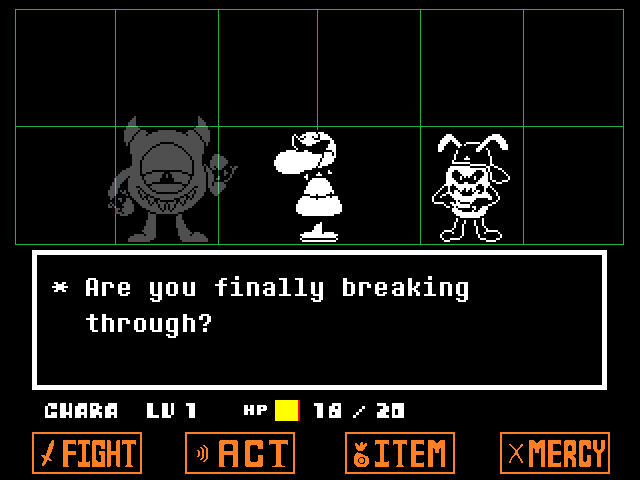 * Are you finally breaking
through?
CHARA LV 1 HP 18 / 20
FIGHT ACT ITEM MERCY